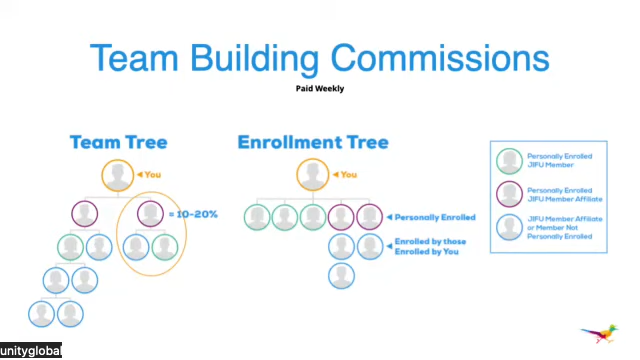 Team Building Commissions
Paid Weekly
Team Tree
Enrollment Tree
You
You
= 10-20%
Personally Enrolled
Enrolled by those
Enrolled by You
Personally Enrolled
JIFU Member
Personally Enrolled
JIFU Member Affiliate
JIFU Member Affiliate
or Member Not
Personally Enrolled
unityglobal